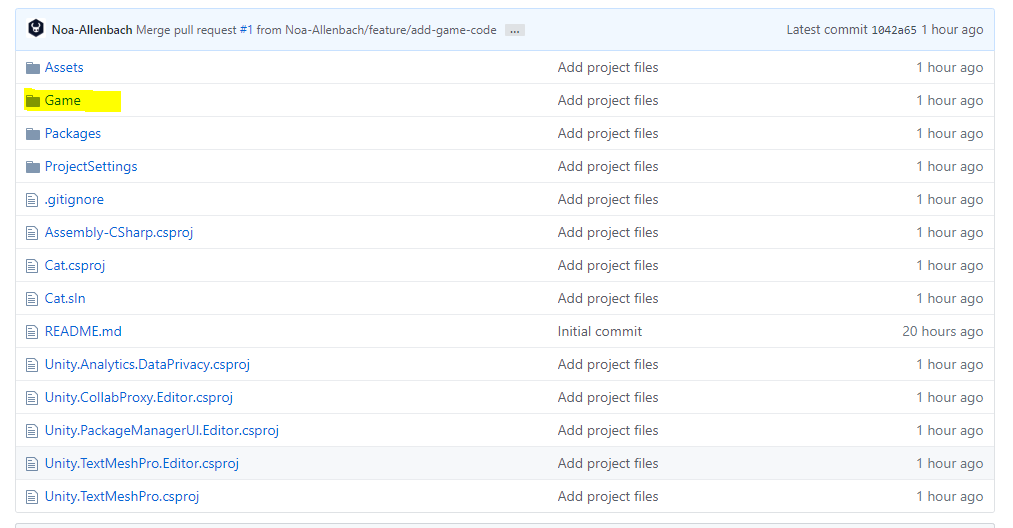 Noa-Allenbach Merge pull request #1 from Noa-Allenbach/feature/add-game-code ... Latest commit 1042a65 1 hour ago
Assets Add project files 1 hour ago
Game Add project files 1 hour ago
Packages Add project files 1 hour ago
ProjectSettings Add project files 1 hour ago
.gitignore Add project files 1 hour ago
Assembly-CSharp.csproj Add project files 1 hour ago
Cat.csproj Add project files 1 hour ago
Cat.sln Add project files 1 hour ago
README.md Initial commit 20 hours ago
Unity.Analytics.DataPrivacy.csproj Add project files 1 hour ago
Unity.CollabProxy.Editor.csproj Add project files 1 hour ago
Unity.PackageManagerUI.Editor.csproj Add project files 1 hour ago
Unity.TextMeshPro.Editor.csproj Add project files 1 hour ago
Unity.TextMeshPro.csproj Add project files 1 hour ago